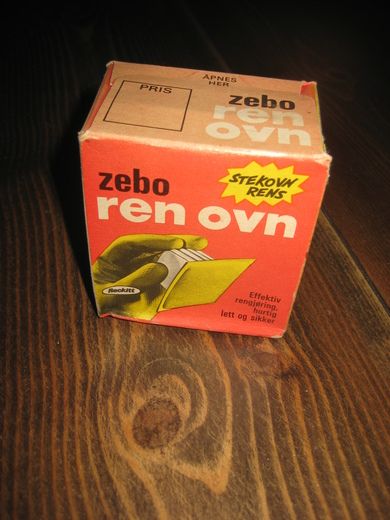 ÅPNES
HER
PRIS
zebo
ren
ovn
zebo
ren ovn
STEKOVN
RENS
Reckitt
Effektiv
rengjøring,
hurtig
lett og sikker